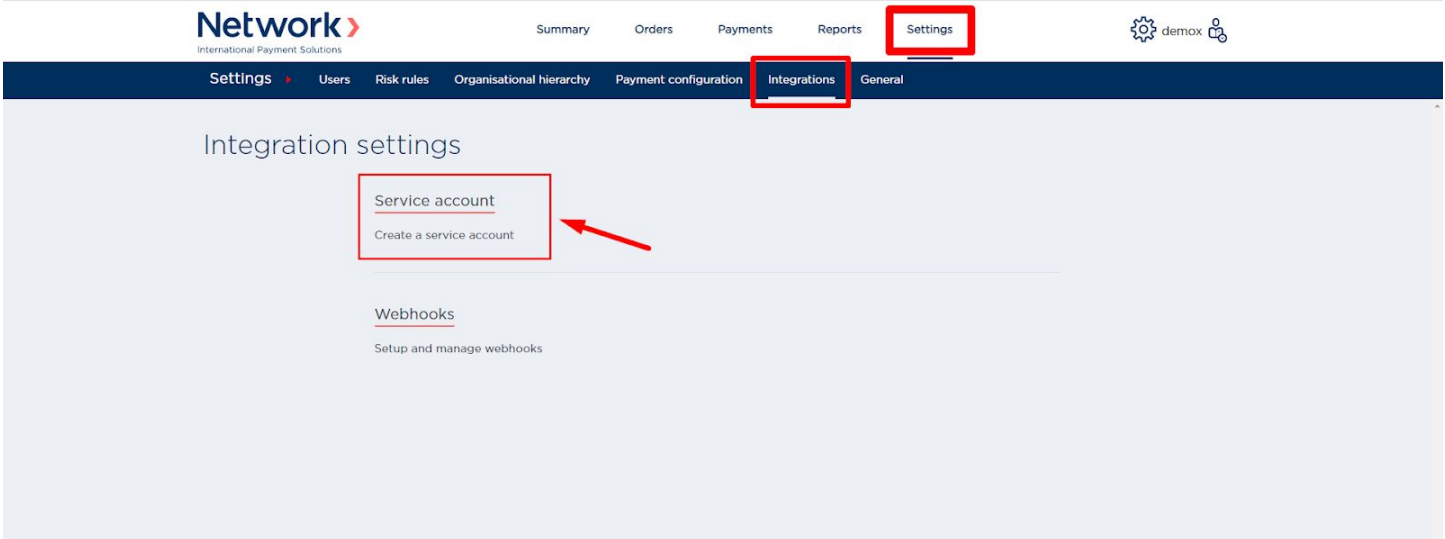 Network
International Payment Solutions
Summary Orders Payments Reports Settings demox
Settings Users Risk rules Organisational hierarchy Payment configuration Integrations General
Integration settings
Service account
Create a service account
Webhooks
Setup and manage webhooks